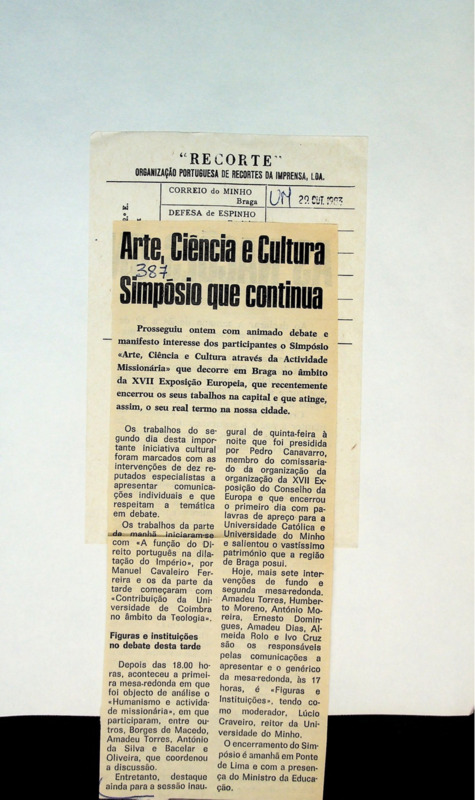 "RECORTE"
ORGANIZAÇÃO PORTUGUESA DE RECORTES DA IMPRENSA, LDA.
CORREIO do MINHO
Braga
UM
29 OUT. 1983
DEFESA de ESPINHO
Arte, Ciência e Cultura
387
Simpósio que continua
Prosseguiu ontem com animado debate e
manifesto interesse dos participantes o Simpósio
«Arte, Ciência e Cultura através da Actividade
Missionária» que decorre em Braga no âmbito
da XVII Exposição Europeia, que recentemente
encerrou os seus tabalhos na capital e que atinge,
assim, o seu real termo na nossa cidade.
Os trabalhos do se-
gundo dia desta impor-
tante iniciativa cultural
foram marcados com as
intervenções de dez re-
putados especialistas a
apresentar comunica-
ções individuais e que
respeitam a temática
em debate.
Os trabalhos da parte
da manhã iniciaram-se
com «A função do Di-
reito português na dila-
tação do Império», por
Manuel Cavaleiro Fer-
reira e os da parte da
tarde começaram com
«Contribuição da Uni-
versidade de Coimbra
no âmbito da Teologia».
Figuras e instituições
no debate desta tarde
Depois das 18.00 ho-
ras, aconteceu a primei-
ra mesa-redonda em que
foi objecto de análise o
«Humanismo e activida-
de missionária», em que
participaram, entre ou-
tros, Borges de Macedo,
Amadeu Torres, António
da Silva e Bacelar e
Oliveira, que coordenou
a discussão.
Entretanto, destaque
ainda para a sessão inau-
gural de quinta-feira à
noite que foi presidida
por Pedro Canavarro,
membro do comissaria-
do da organização da
organização da XVII Ex-
posição do Conselho da
Europa e que encerrou
o primeiro dia com pa-
lavras de apreço para a
Universidade Católica e
Universidade do Minho
e salientou o vastíssimo
património que a região
de Braga possui.
Hoje, mais sete inter-
venções de fundo e
segunda mesa-redonda.
Amadeu Torres, Humber-
to Moreno, António Mo-
reira, Ernesto Domin-
gues, Amadeu Dias, Al-
meida Rolo e Ivo Cruz
são os responsáveis
pelas comunicações a
apresentar e o genérico
da mesa-redonda, às 17
horas, é «Figuras e
Instituições», tendo co-
mo moderador, Lúcio
Craveiro, reitor da Uni-
versidade do Minho.
O encerramento do Sim-
pósio é amanhã em Ponte
de Lima e com a presen-
ça do Ministro da Educa-
ção.